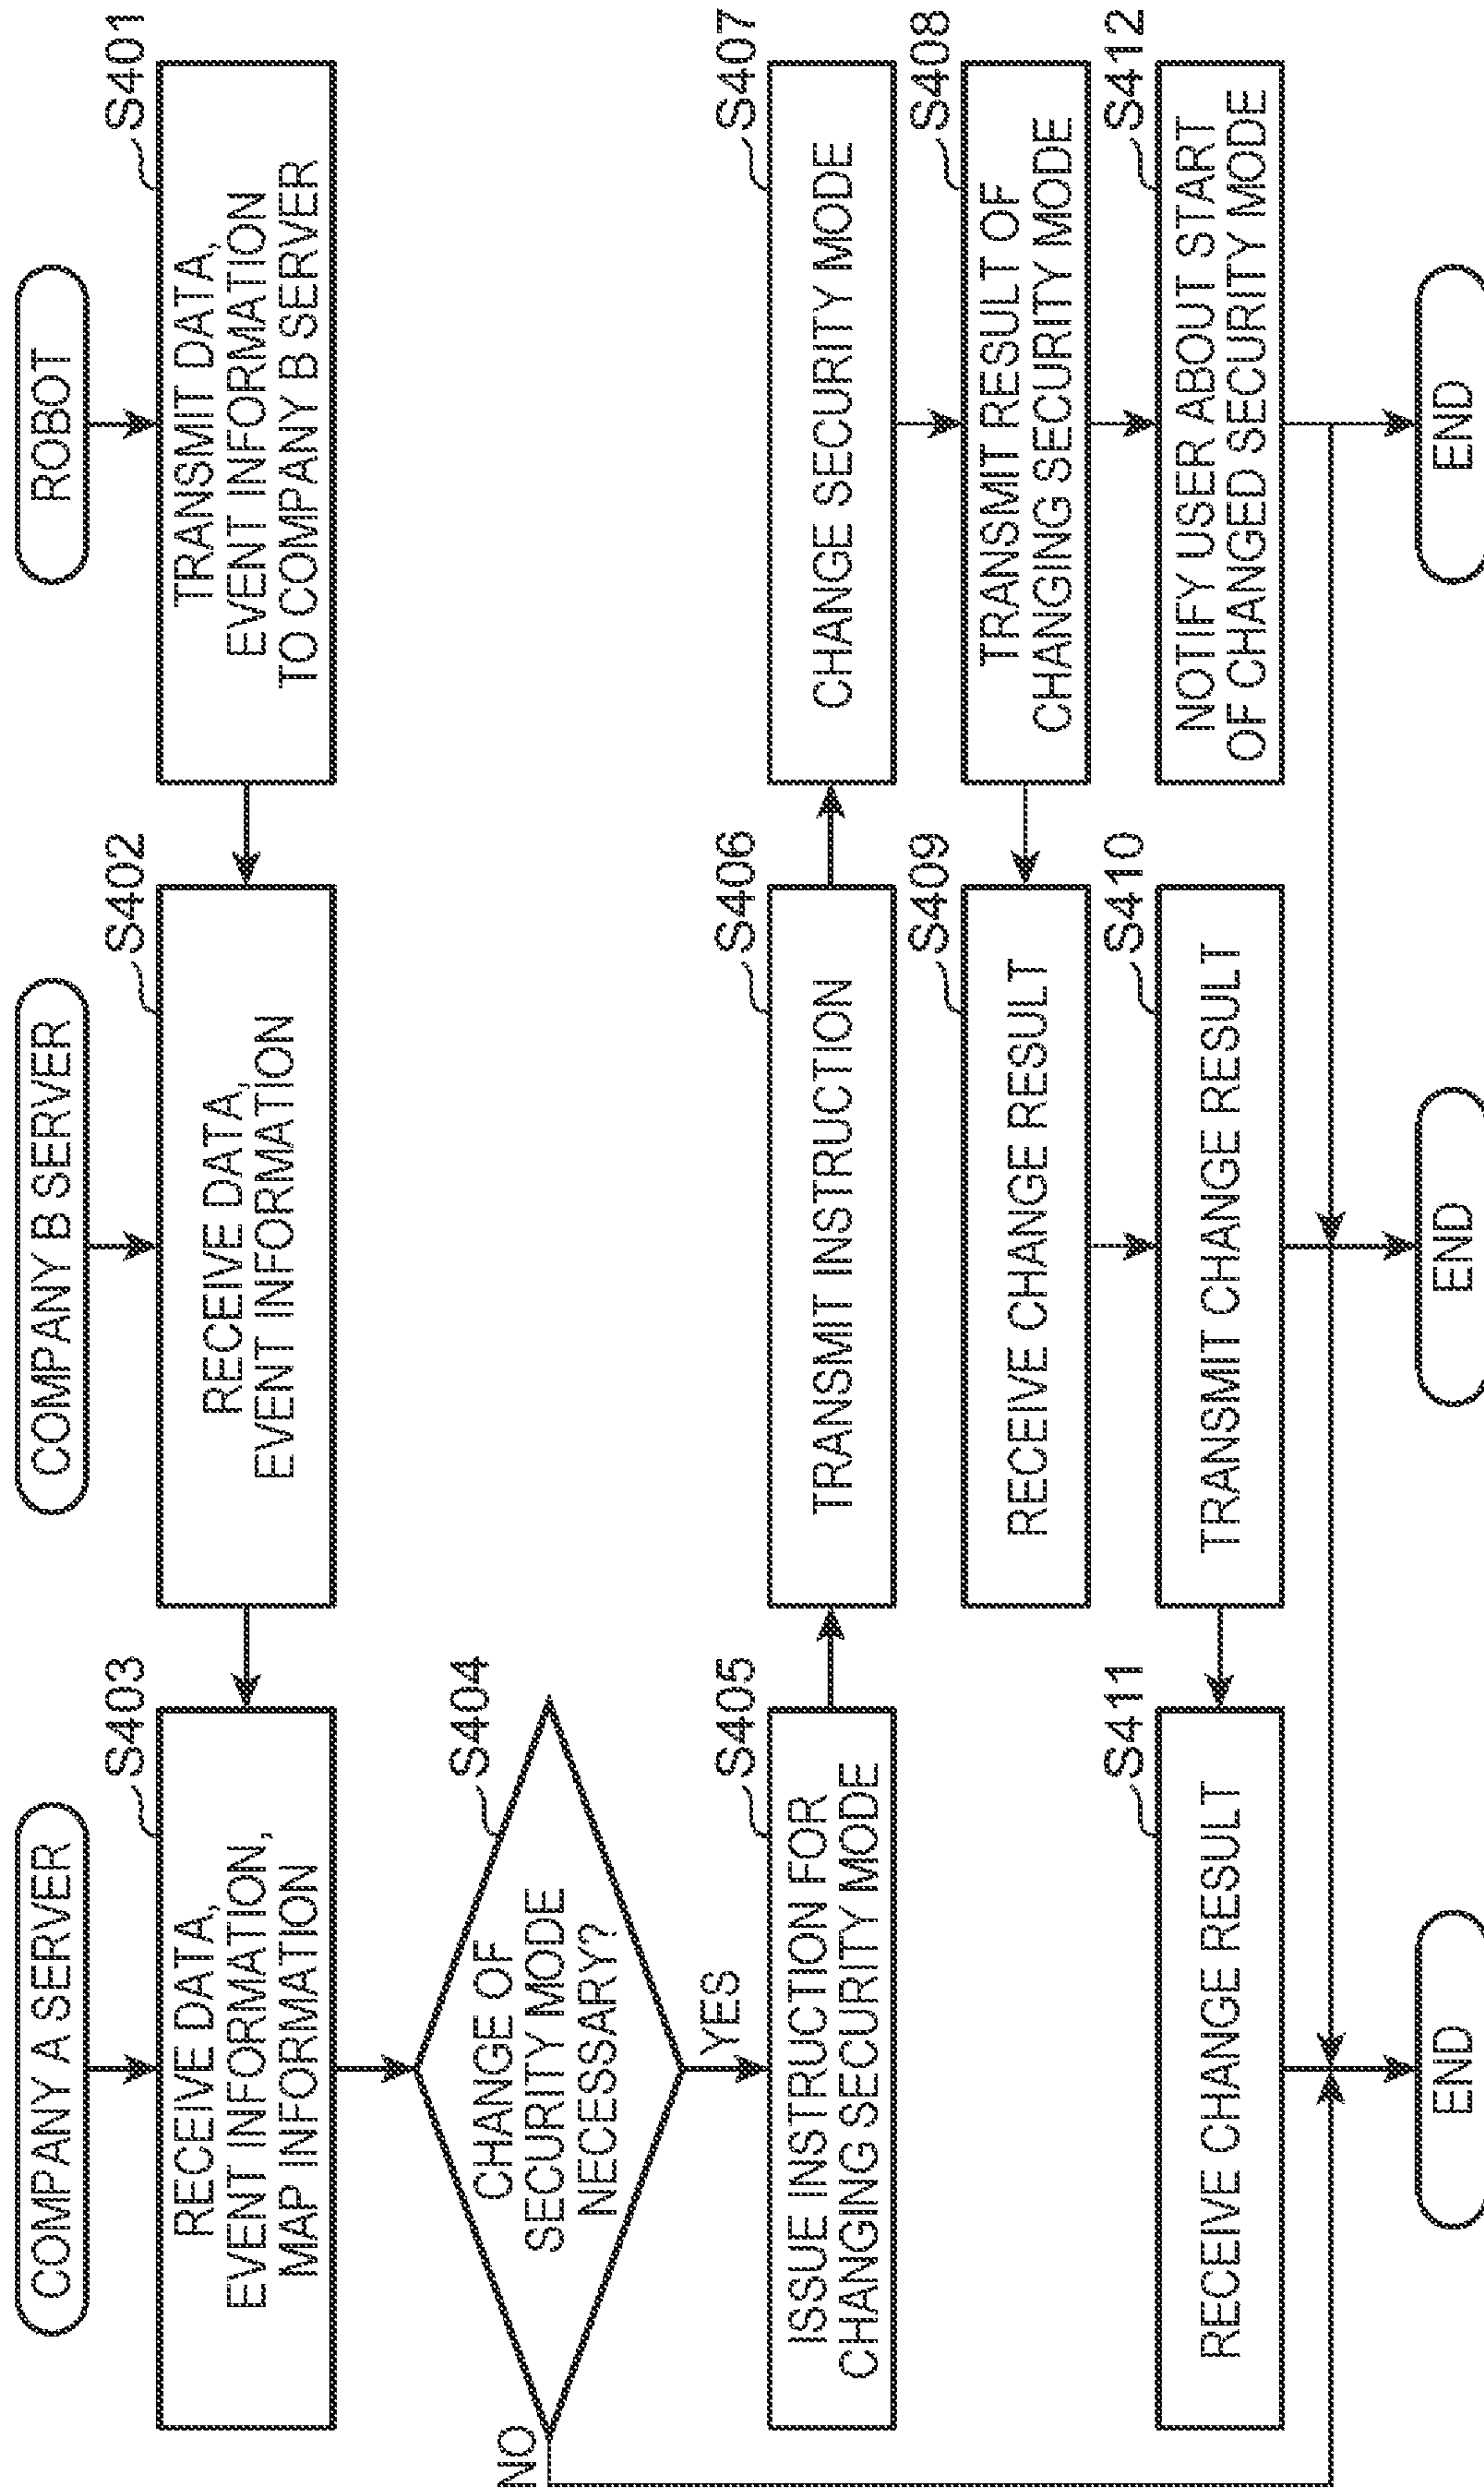 COMPANY A SERVER
COMPANY B SERVER
ROBOT
S403
RECEIVE DATA,
EVENT INFORMATION,
MAP INFORMATION
S402
RECEIVE DATA,
EVENT INFORMATION
S401
TRANSMIT DATA,
EVENT INFORMATION
TO COMPANY B SERVER
S404
CHANGE OF
SECURITY MODE
NECESSARY?
NO
YES
S405
ISSUE INSTRUCTION FOR
CHANGING SECURITY MODE
S406
TRANSMIT INSTRUCTION
S407
CHANGE SECURITY MODE
S409
RECEIVE CHANGE RESULT
S408
TRANSMIT RESULT OF
CHANGING SECURITY MODE
S411
RECEIVE CHANGE RESULT
S410
TRANSMIT CHANGE RESULT
S412
NOTIFY USER ABOUT START
OF CHANGED SECURITY MODE
END
END
END